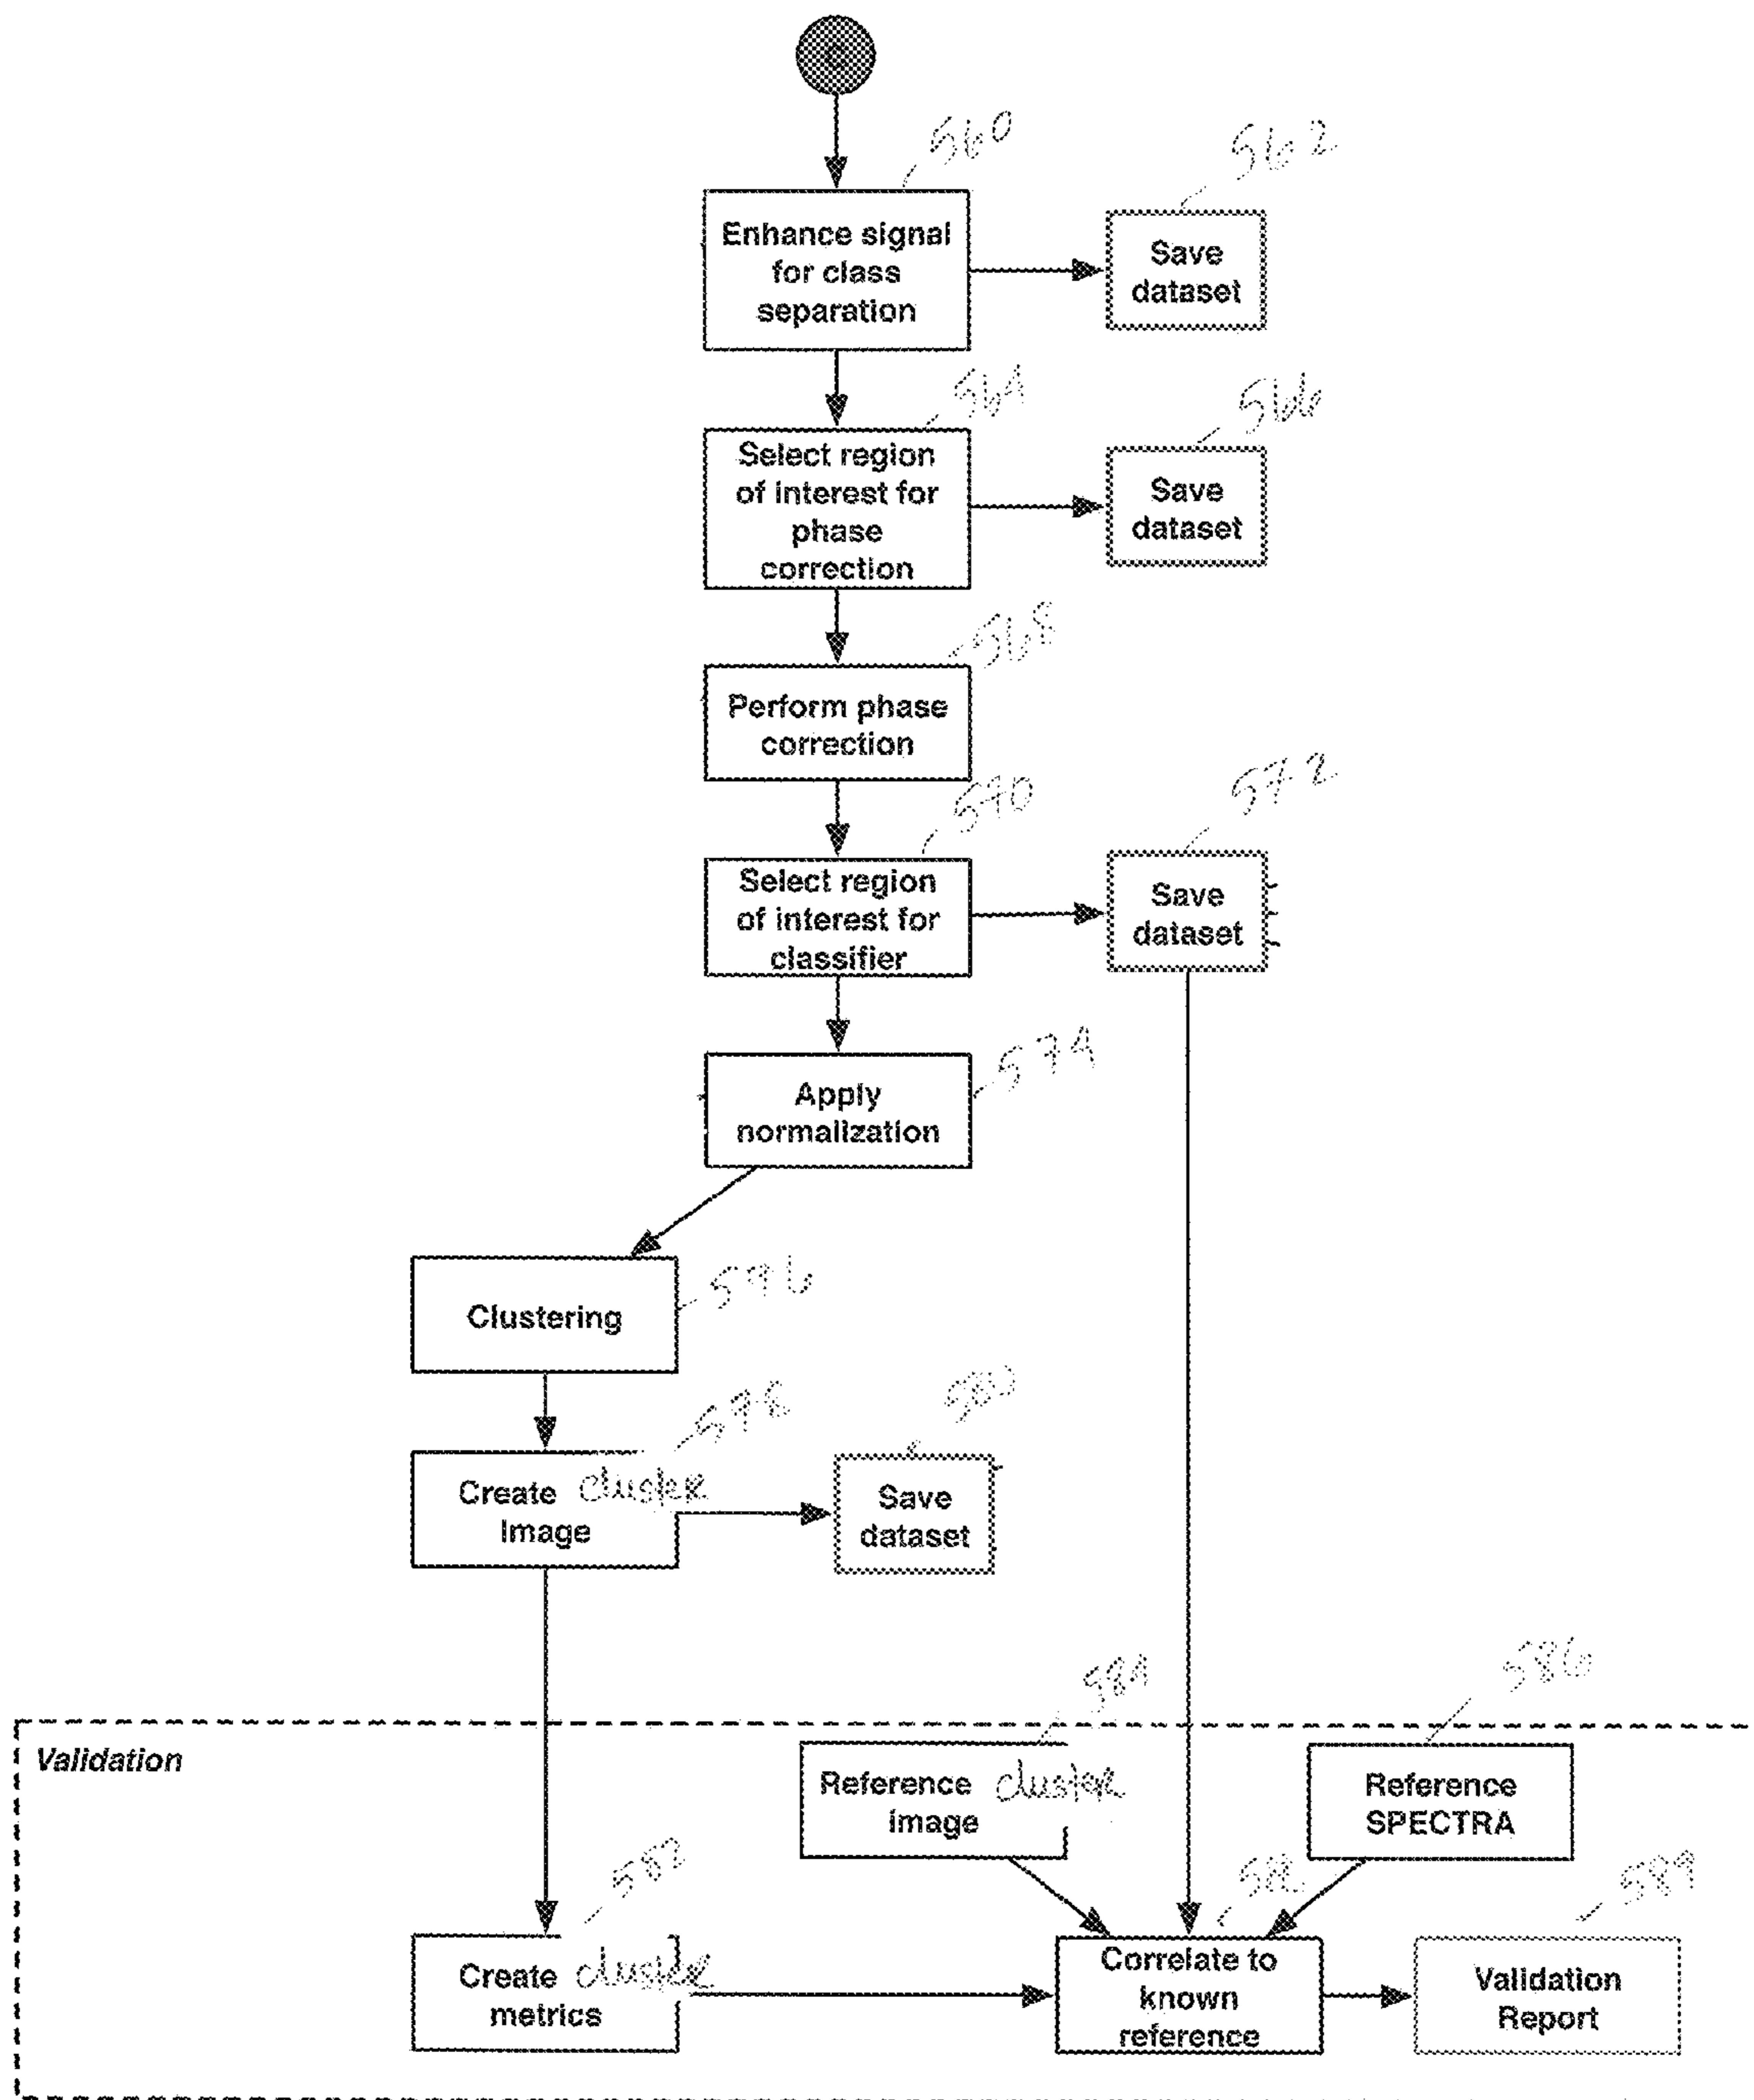 560
562
Enhance signal
for class
separation
Save
dataset
564
566
Select region
of interest for
phase
correction
Save
dataset
568
Perform phase
correction
570
572
Select region
of interest for
classifier
Save
dataset
574
Apply
normalization
576
Clustering
578
580
Create cluster
Image
Save
dataset
584
586
Validation
Reference cluster
image
Reference
SPECTRA
582
588
589
Create cluster
metrics
Correlate to
known
reference
Validation
Report